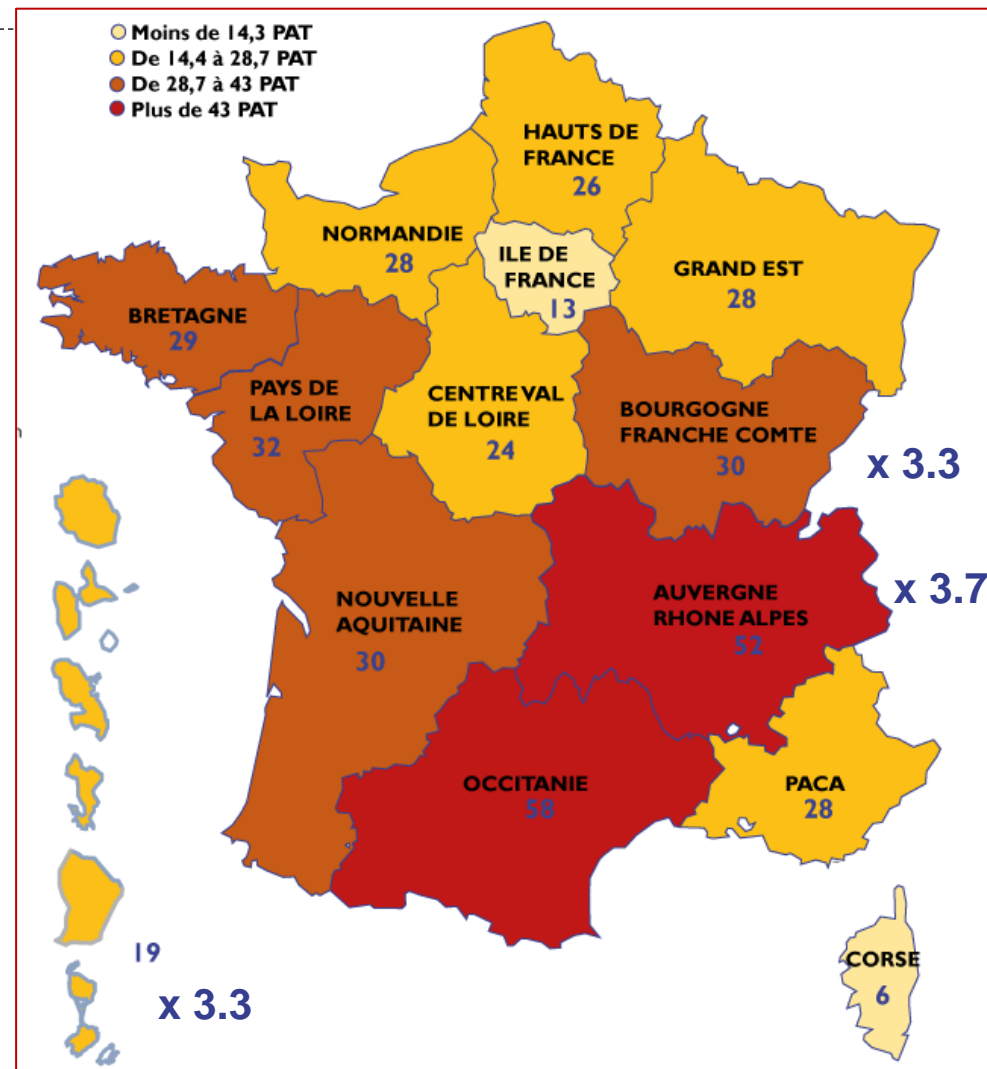 Moins de 14,3 PAT
De 14,4 à 28,7 PAT
De 28,7 à 43 PAT
Plus de 43 PAT
HAUTS DE
FRANCE
26
NORMANDIE
28
ILE DE
FRANCE
13
GRAND EST
28
BRETAGNE
29
PAYS DE
LA LOIRE
32
CENTRE VAL
DE LOIRE
24
BOURGOGNE
FRANCHE COMTE
30
x 3.3
NOUVELLE
AQUITAINE
30
AUVERGNE
RHONE ALPES
52
x 3.7
OCCITANIE
58
PACA
28
19
x 3.3
CORSE
6